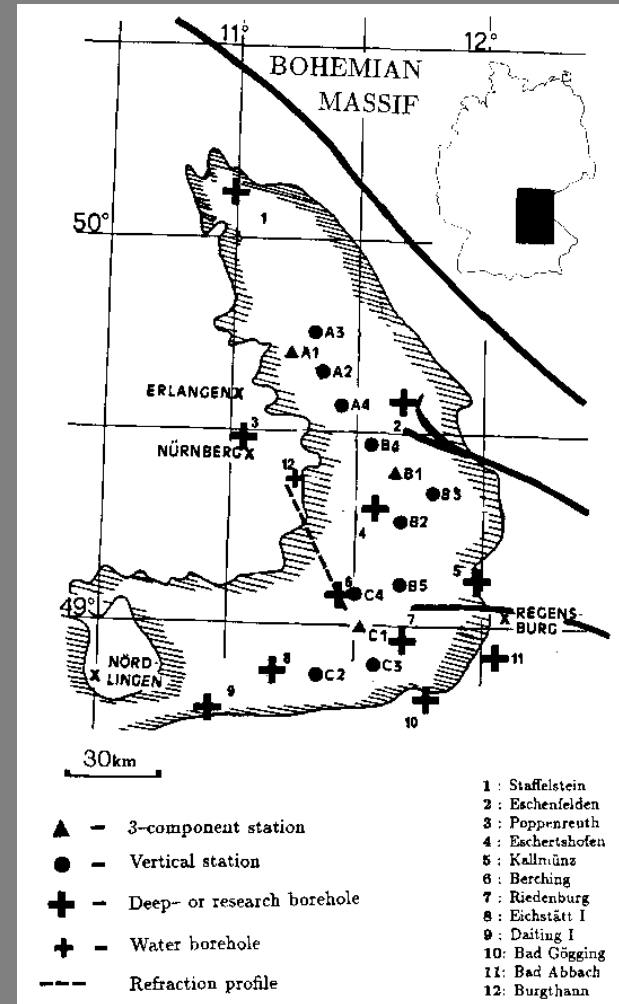 11°
12°
BOHEMIAN
MASSIF
1
50°
A3
A1
A2
ERLANGEN
A4
2
3
NÜRNBERG
B4
12
B1
B3
4
B2
6
C4
B5
5
49°
C1
7
REGENS-
BURG
NÖRD-
LINGEN
8
C2
C3
11
9
10
30km
▲ – 3-component station
● – Vertical station
✚ – Deep- or research borehole
+ – Water borehole
---- Refraction profile
1 : Staffelstein
2 : Eschenfelden
3 : Poppenreuth
4 : Eschertshofen
5 : Kallmünz
6 : Berching
7 : Riedenburg
8 : Eichstätt I
9 : Daiting I
10: Bad Gögging
11: Bad Abbach
12: Burgthann